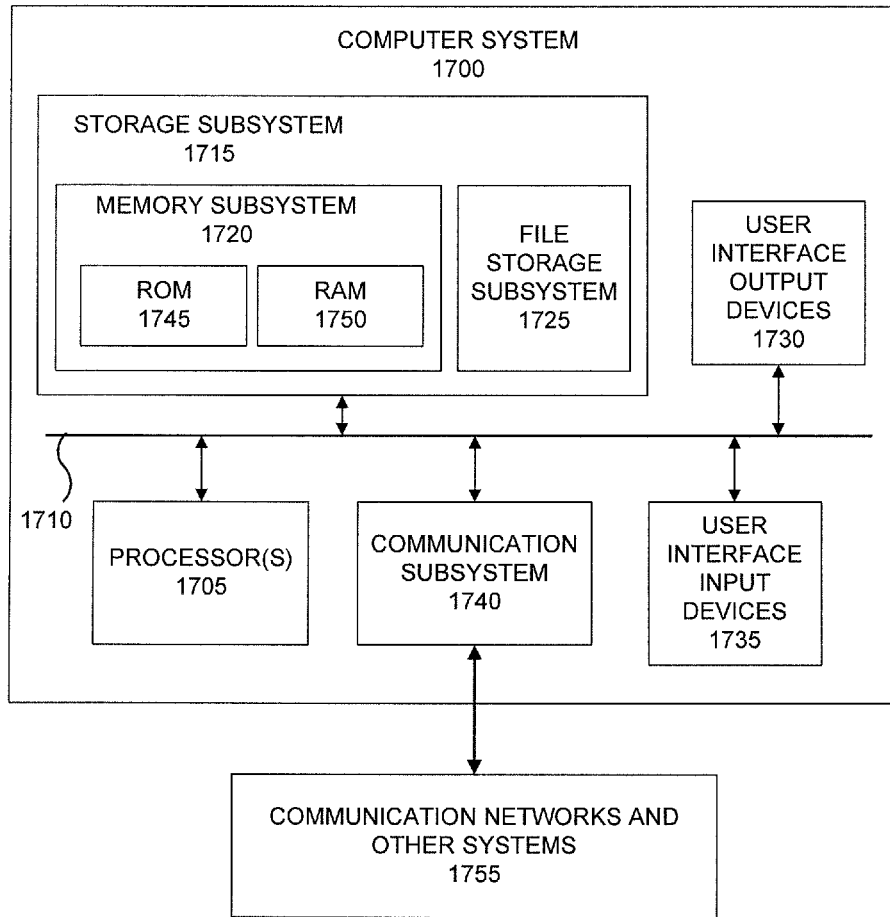 COMPUTER SYSTEM
1700
STORAGE SUBSYSTEM
1715
MEMORY SUBSYSTEM
1720
ROM
1745
RAM
1750
FILE
STORAGE
SUBSYSTEM
1725
USER
INTERFACE
OUTPUT
DEVICES
1730
1710
PROCESSOR(S)
1705
COMMUNICATION
SUBSYSTEM
1740
USER
INTERFACE
INPUT
DEVICES
1735
COMMUNICATION NETWORKS AND
OTHER SYSTEMS
1755